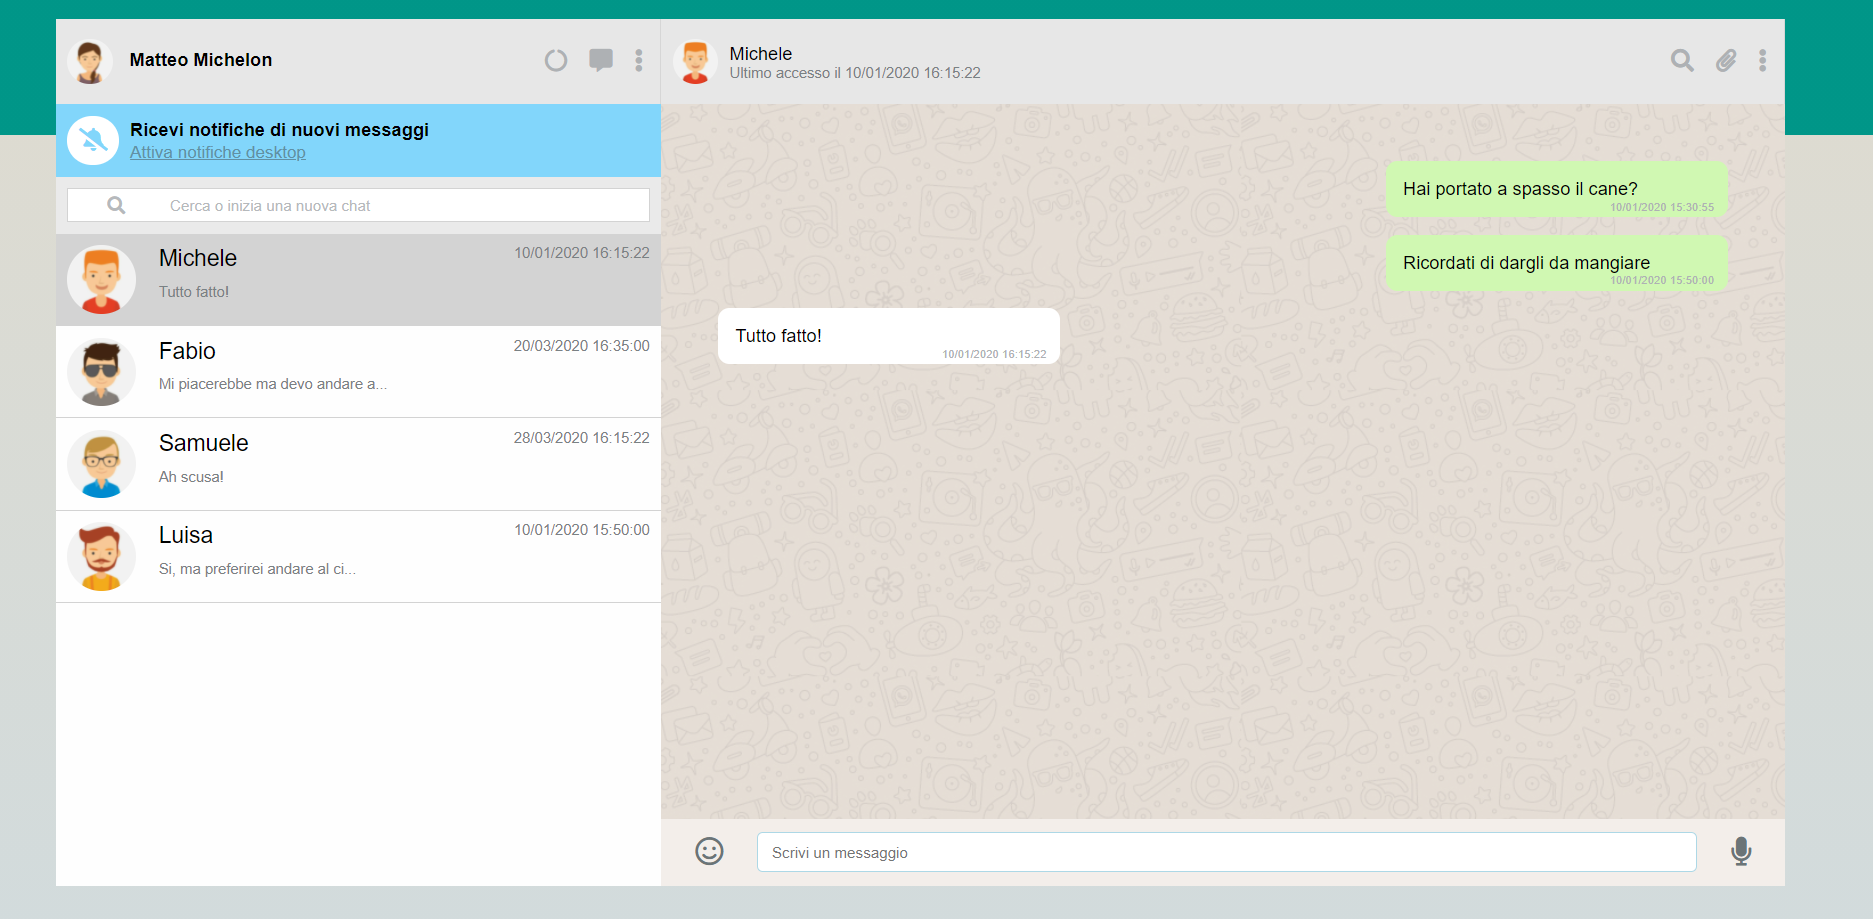 Matteo Michelon
Ricevi notifiche di nuovi messaggi
Attiva notifiche desktop
Cerca o inizia una nuova chat
Michele
10/01/2020 16:15:22
Tutto fatto!
Fabio
20/03/2020 16:35:00
Mi piacerebbe ma devo andare a...
Samuele
28/03/2020 16:15:22
Ah scusa!
Luisa
10/01/2020 15:50:00
Si, ma preferirei andare al ci...
Michele
Ultimo accesso il 10/01/2020 16:15:22
Hai portato a spasso il cane?
10/01/2020 15:30:55
Ricordati di dargli da mangiare
10/01/2020 15:50:00
Tutto fatto!
10/01/2020 16:15:22
Scrivi un messaggio